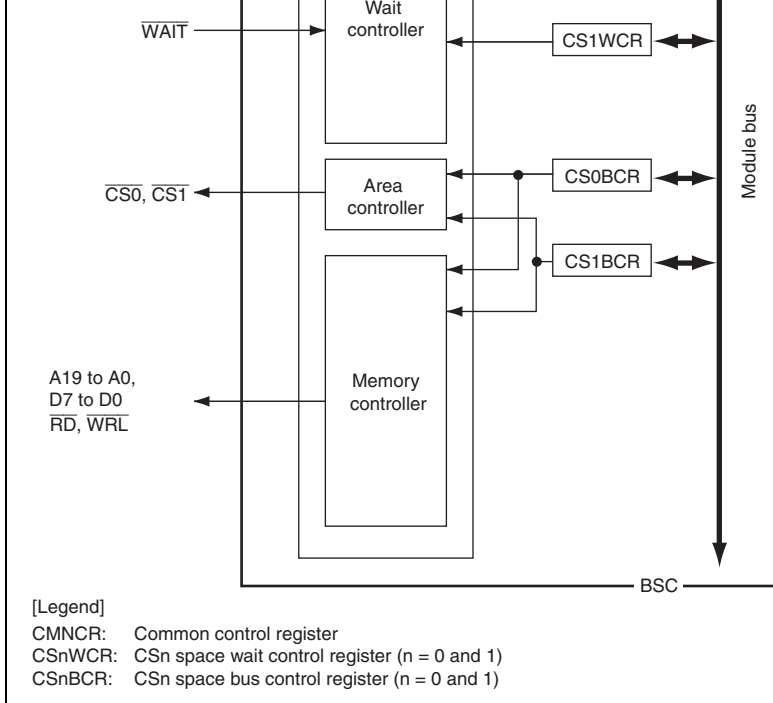 Wait
controller
WAIT
CS1WCR
Module bus
CS0BCR
Area
controller
CS0, CS1
CS1BCR
A19 to A0,
D7 to D0
RD, WRL
Memory
controller
BSC
[Legend]
CMNCR: Common control register
CSnWCR: CSn space wait control register (n = 0 and 1)
CSnBCR: CSn space bus control register (n = 0 and 1)